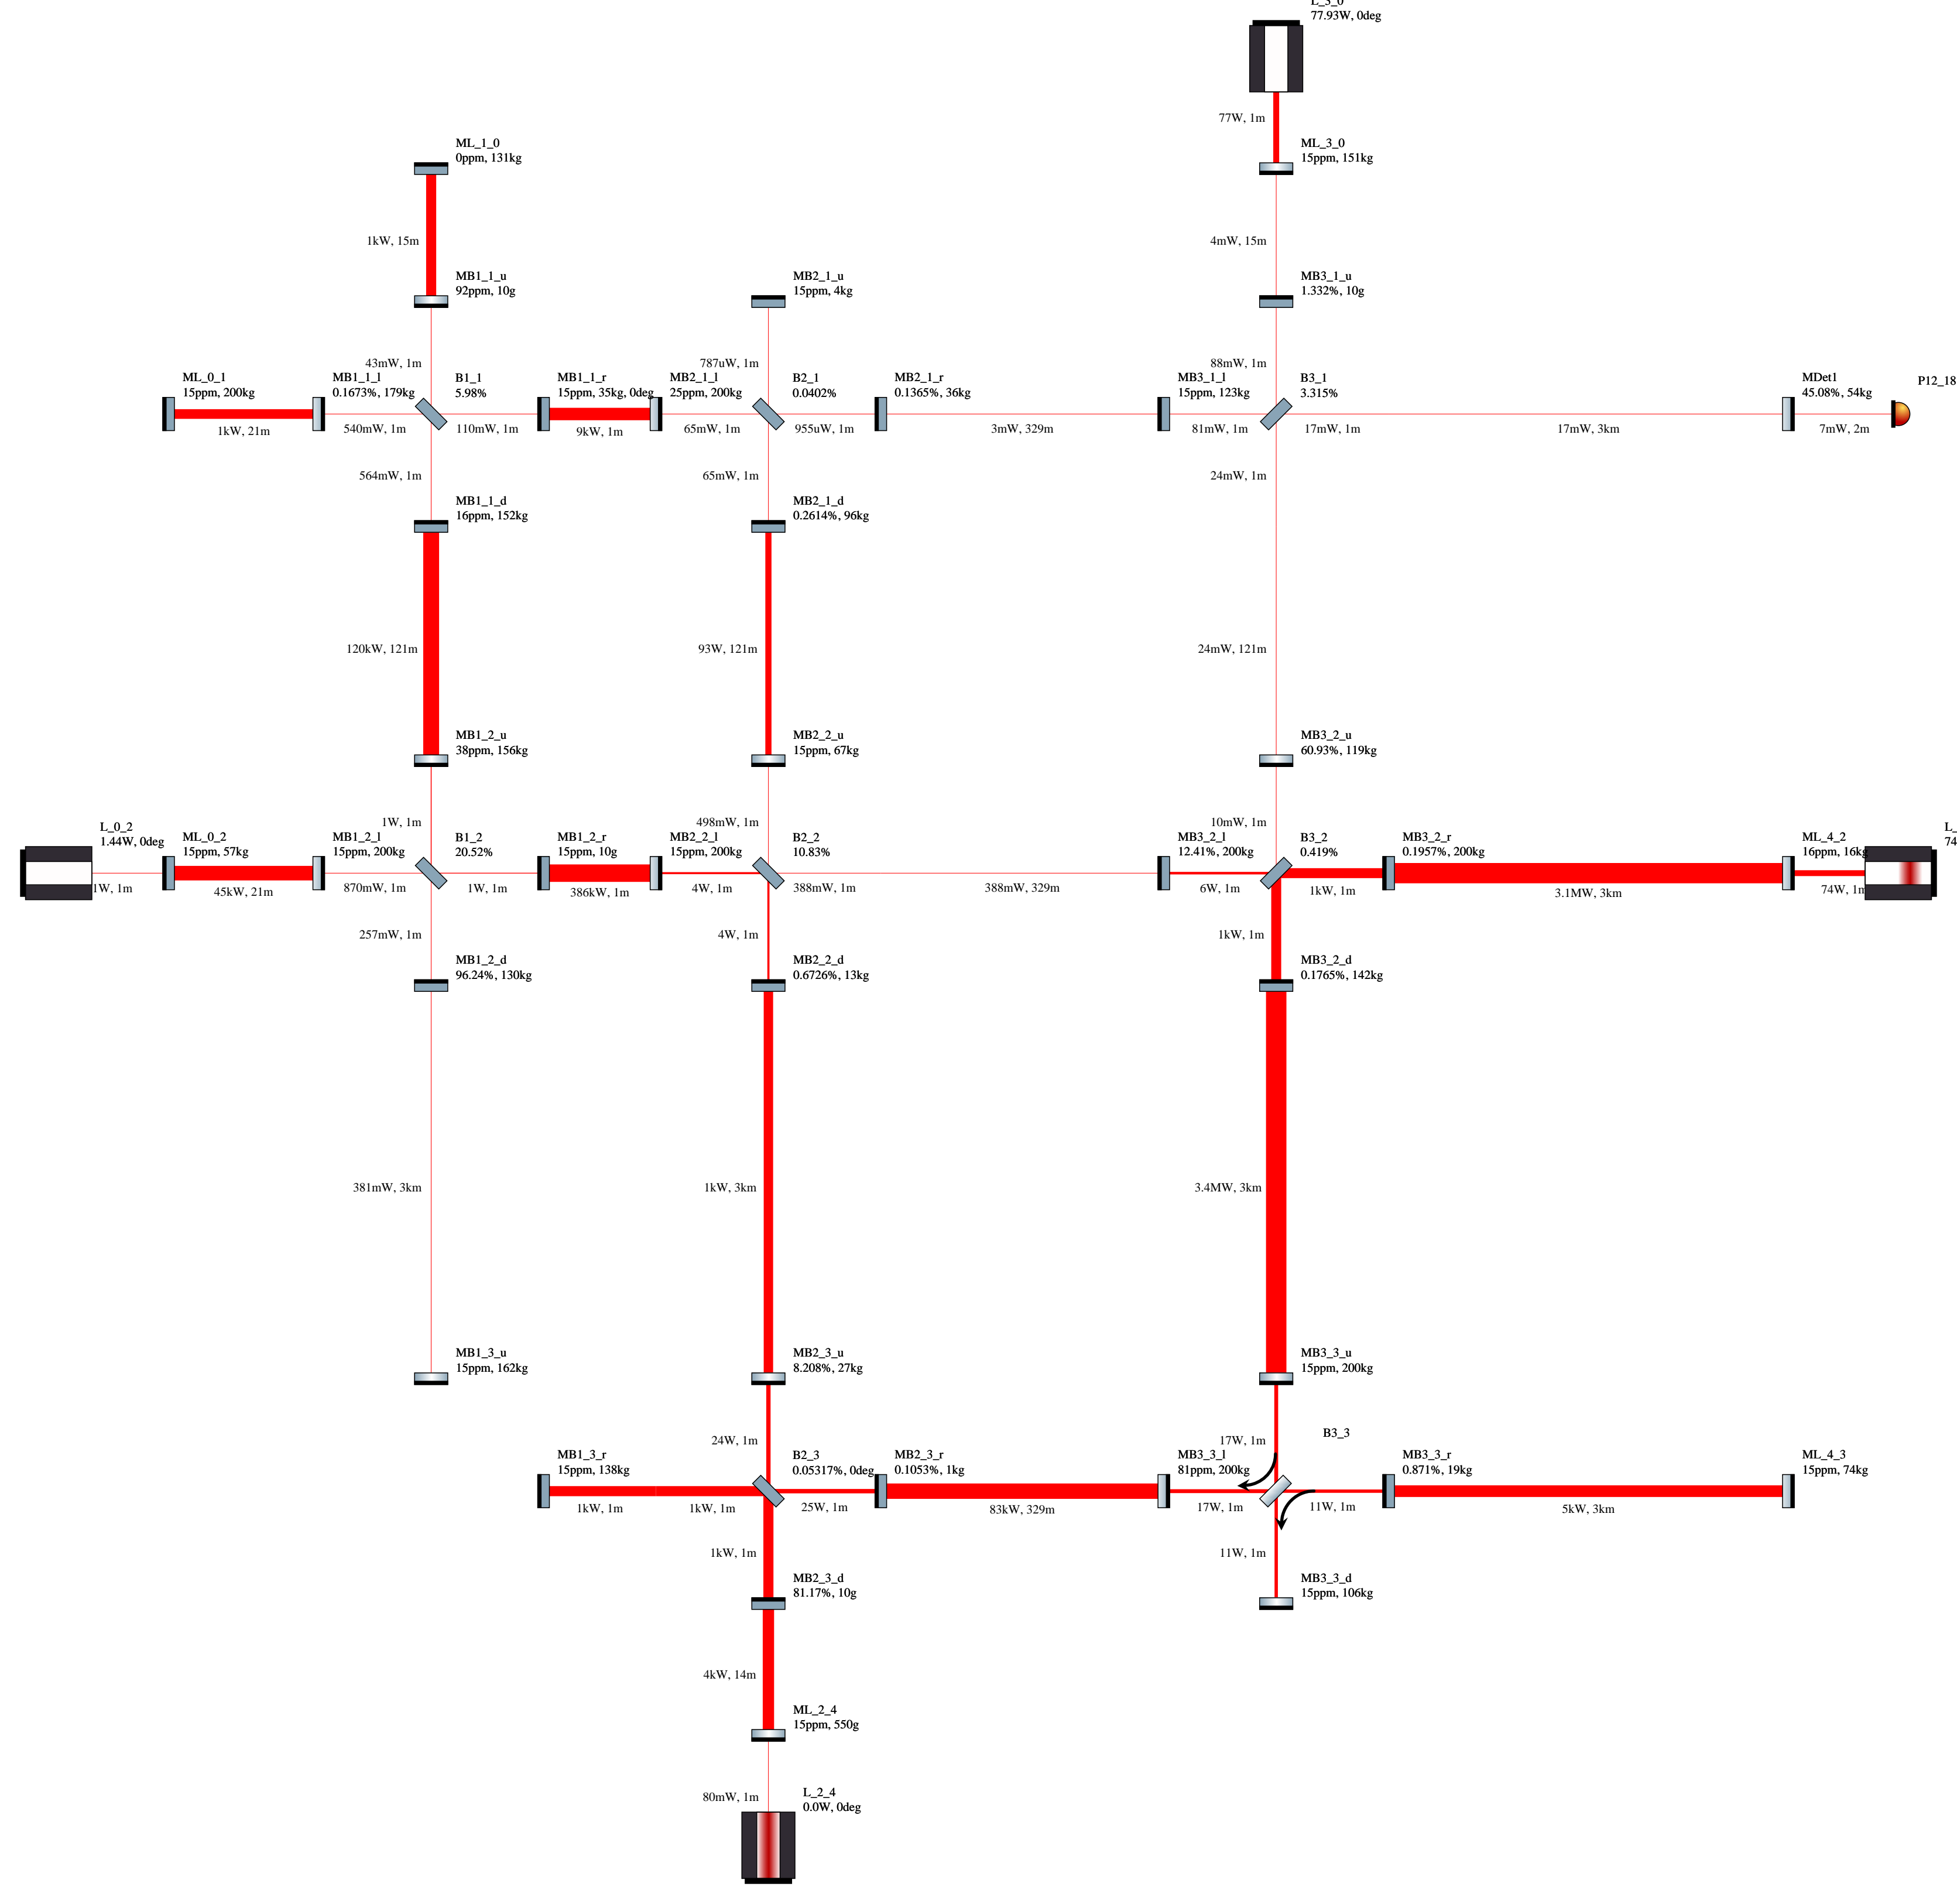 L_3_0
77.93W, 0deg
77W, 1m
ML_1_0
0ppm, 131kg
ML_3_0
15ppm, 151kg
1kW, 15m
4mW, 15m
MB1_1_u
92ppm, 10g
MB2_1_u
15ppm, 4kg
MB3_1_u
1.332%, 10g
43mW, 1m
787uW, 1m
88mW, 1m
ML_0_1
15ppm, 200kg
MB1_1_l
0.1673%, 179kg
B1_1
5.98%
MB1_1_r
15ppm, 35kg, 0deg
MB2_1_l
25ppm, 200kg
B2_1
0.0402%
MB2_1_r
0.1365%, 36kg
MB3_1_l
15ppm, 123kg
B3_1
3.315%
MDet1
45.08%, 54kg
P12_18
1kW, 21m
540mW, 1m
110mW, 1m
9kW, 1m
65mW, 1m
955uW, 1m
3mW, 329m
81mW, 1m
17mW, 1m
17mW, 3km
7mW, 2m
564mW, 1m
65mW, 1m
24mW, 1m
MB1_1_d
16ppm, 152kg
MB2_1_d
0.2614%, 96kg
120kW, 121m
93W, 121m
24mW, 121m
MB1_2_u
38ppm, 156kg
MB2_2_u
15ppm, 67kg
MB3_2_u
60.93%, 119kg
1W, 1m
498mW, 1m
10mW, 1m
L_0_2
1.44W, 0deg
ML_0_2
15ppm, 57kg
MB1_2_l
15ppm, 200kg
B1_2
20.52%
MB1_2_r
15ppm, 10g
MB2_2_l
15ppm, 200kg
B2_2
10.83%
MB3_2_l
12.41%, 200kg
B3_2
0.419%
MB3_2_r
0.1957%, 200kg
ML_4_2
16ppm, 16kg
L_
74
1W, 1m
45kW, 21m
870mW, 1m
1W, 1m
386kW, 1m
4W, 1m
388mW, 1m
388mW, 329m
6W, 1m
1kW, 1m
3.1MW, 3km
74W, 1m
257mW, 1m
4W, 1m
1kW, 1m
MB1_2_d
96.24%, 130kg
MB2_2_d
0.6726%, 13kg
MB3_2_d
0.1765%, 142kg
381mW, 3km
1kW, 3km
3.4MW, 3km
MB1_3_u
15ppm, 162kg
MB2_3_u
8.208%, 27kg
MB3_3_u
15ppm, 200kg
24W, 1m
17W, 1m
B3_3
MB1_3_r
15ppm, 138kg
B2_3
0.05317%, 0deg
MB2_3_r
0.1053%, 1kg
MB3_3_l
81ppm, 200kg
MB3_3_r
0.871%, 19kg
ML_4_3
15ppm, 74kg
1kW, 1m
1kW, 1m
25W, 1m
83kW, 329m
17W, 1m
11W, 1m
5kW, 3km
1kW, 1m
11W, 1m
MB2_3_d
81.17%, 10g
MB3_3_d
15ppm, 106kg
4kW, 14m
ML_2_4
15ppm, 550g
80mW, 1m
L_2_4
0.0W, 0deg